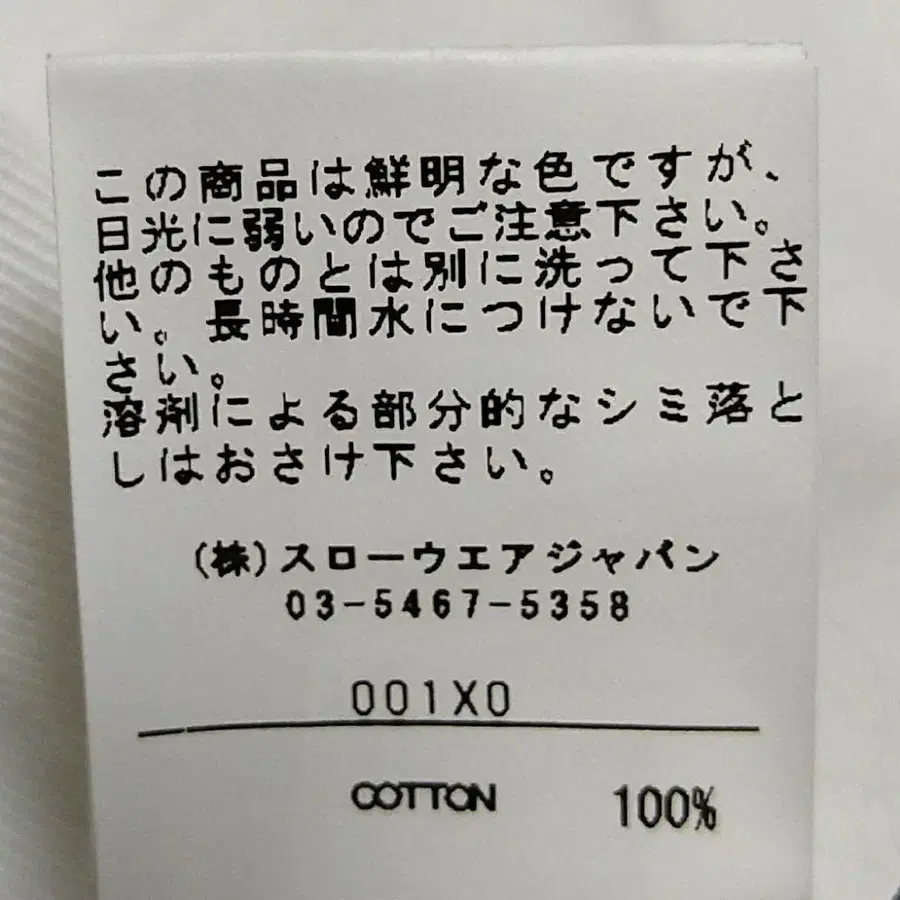 この商品は鮮明な色ですが、
日光に弱いのでご注意下さい。
他のものとは別に洗って下さ
い。長時間水につけないで下
さい。
溶剤による部分的なシミ落と
しはおさけ下さい。
(株)スローウエアジャパン
03-5467-5358
001X0
COTTON 100%